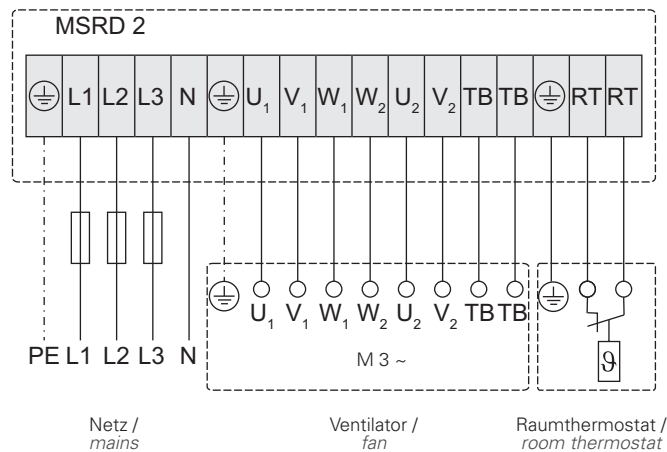 MSRD 2
L1 L2 L3 N U₁ V₁ W₁ W₂ U₂ V₂ TB TB RT RT
U₁ V₁ W₁ W₂ U₂ V₂ TB TB
PE L1 L2 L3 N
M 3 ~
ϑ
Netz /
mains
Ventilator /
fan
Raumthermostat /
room thermostat